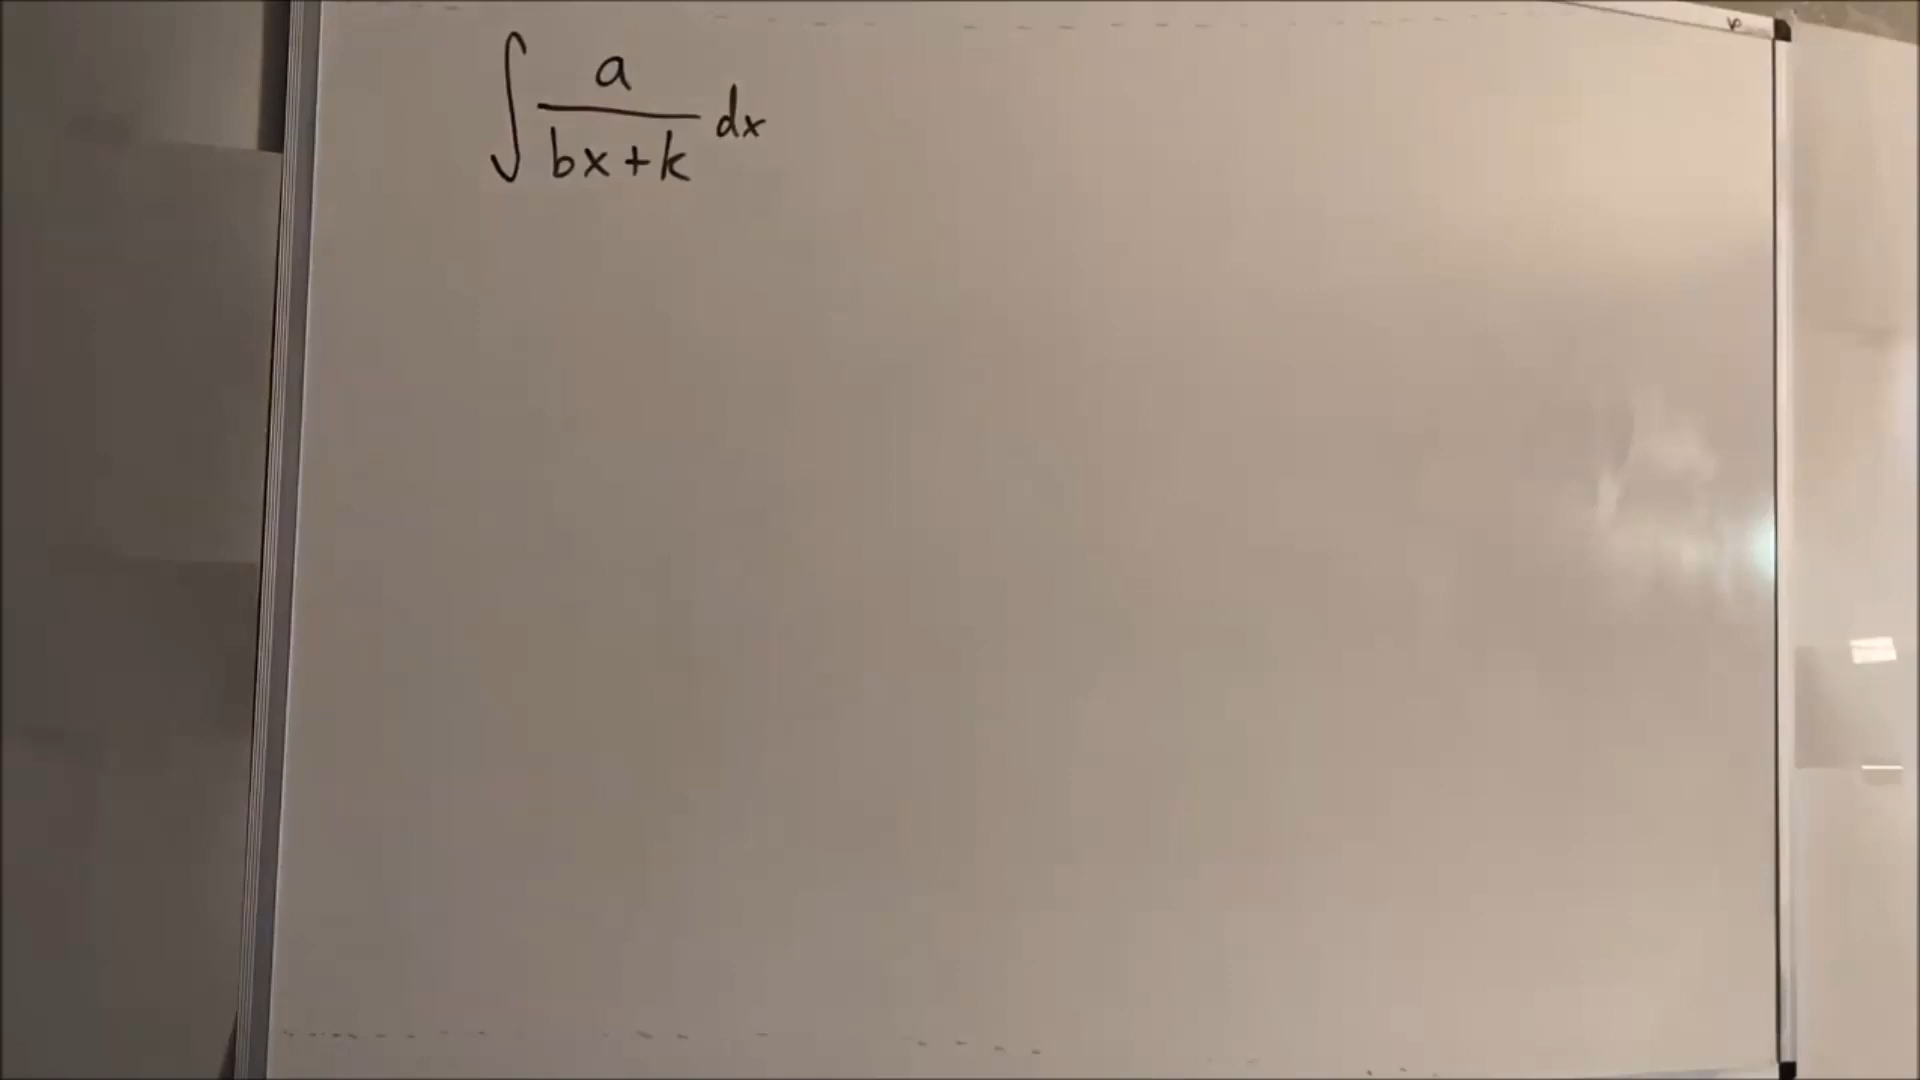 ∫ a/(bx+k) dx